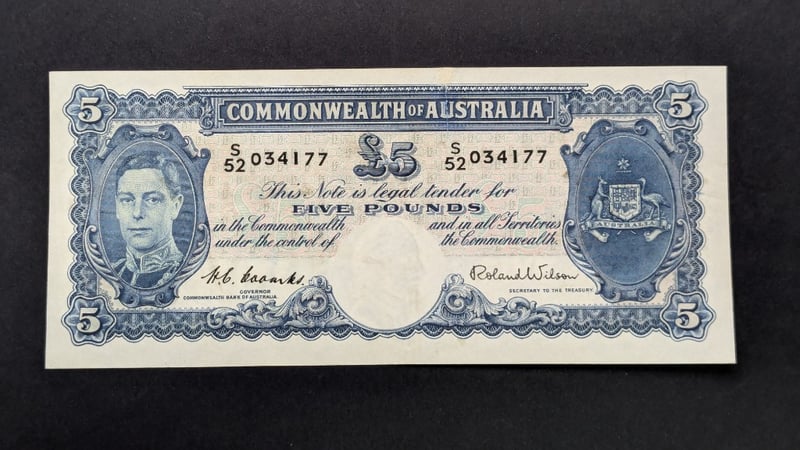 5 5
COMMONWEALTH OF AUSTRALIA
S/52 034177 £5 S/52 034177
This Note is legal tender for
FIVE POUNDS
in the Commonwealth and in all Territories
under the control of the Commonwealth.
AUSTRALIA
H.C. Coombs. Roland Wilson
GOVERNOR SECRETARY TO THE TREASURY.
COMMONWEALTH BANK OF AUSTRALIA.
5 5